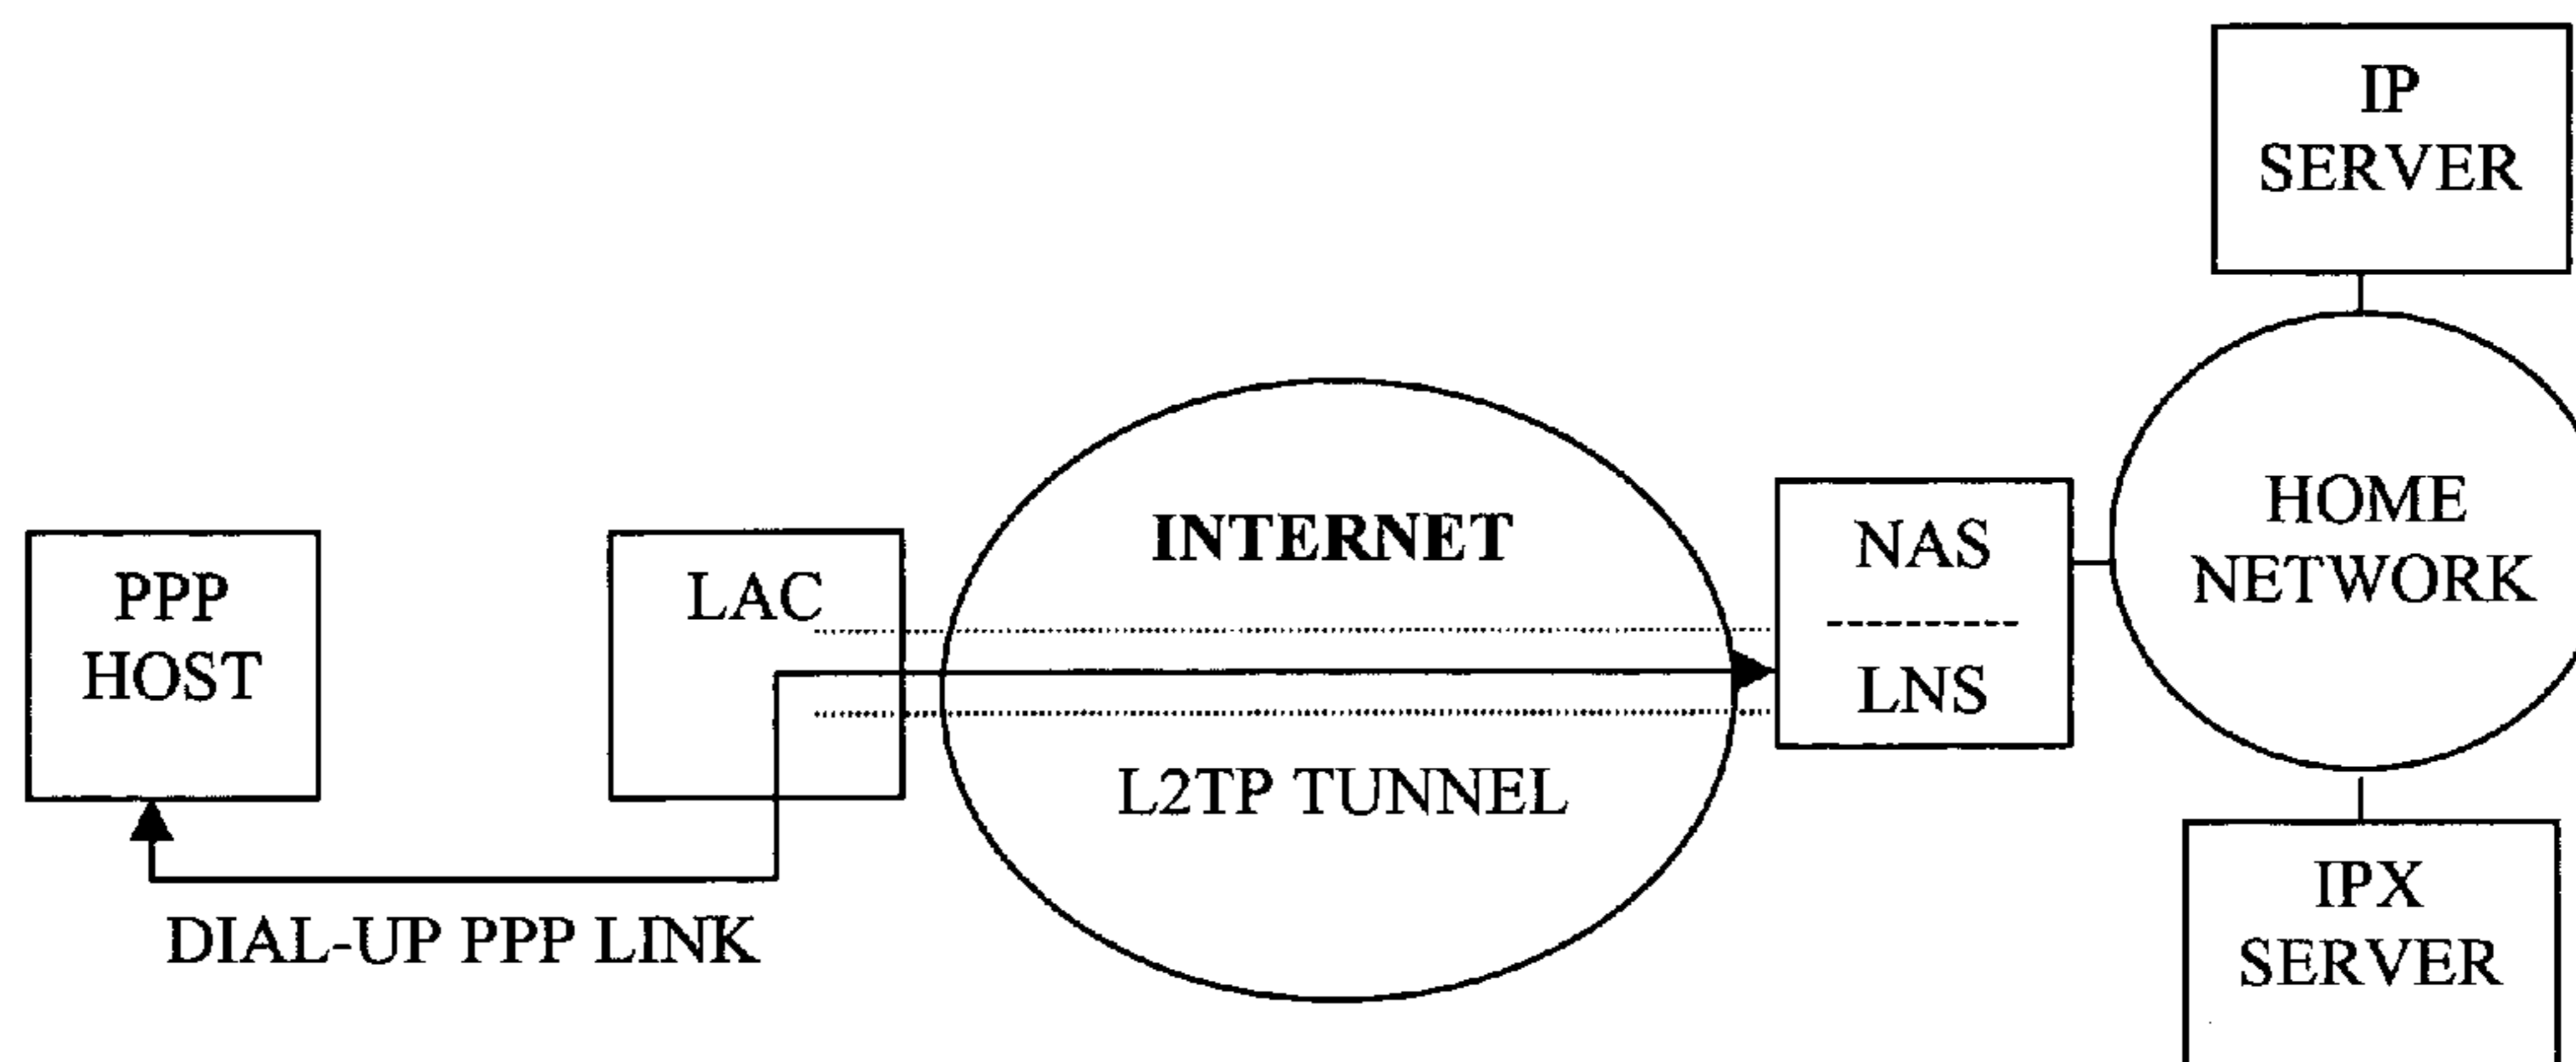 IP
SERVER
INTERNET
PPP
HOST
LAC
NAS
LNS
HOME
NETWORK
L2TP TUNNEL
DIAL-UP PPP LINK
IPX
SERVER